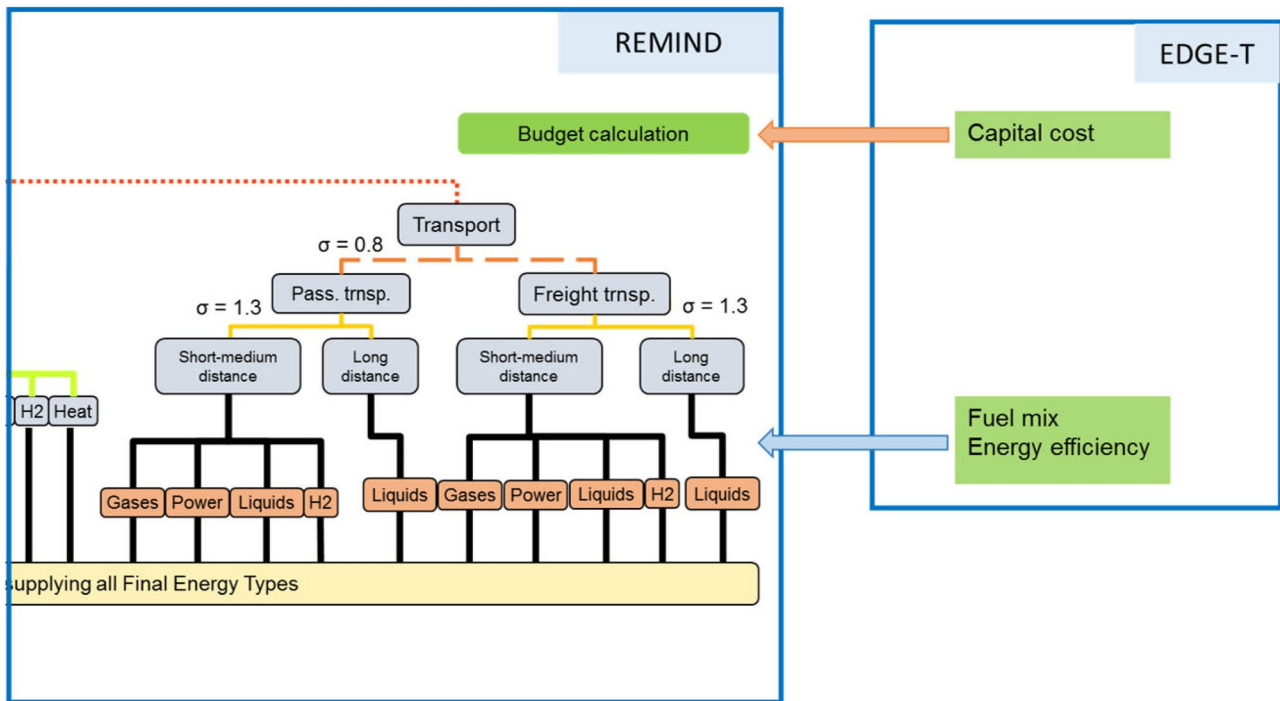 REMIND
EDGE-T
Budget calculation
Capital cost
Transport
σ = 0.8
Pass. trnsp.
Freight trnsp.
σ = 1.3
σ = 1.3
Short-medium
distance
Long
distance
Short-medium
distance
Long
distance
H2
Heat
Fuel mix
Energy efficiency
Gases
Power
Liquids
H2
Liquids
Gases
Power
Liquids
H2
Liquids
supplying all Final Energy Types